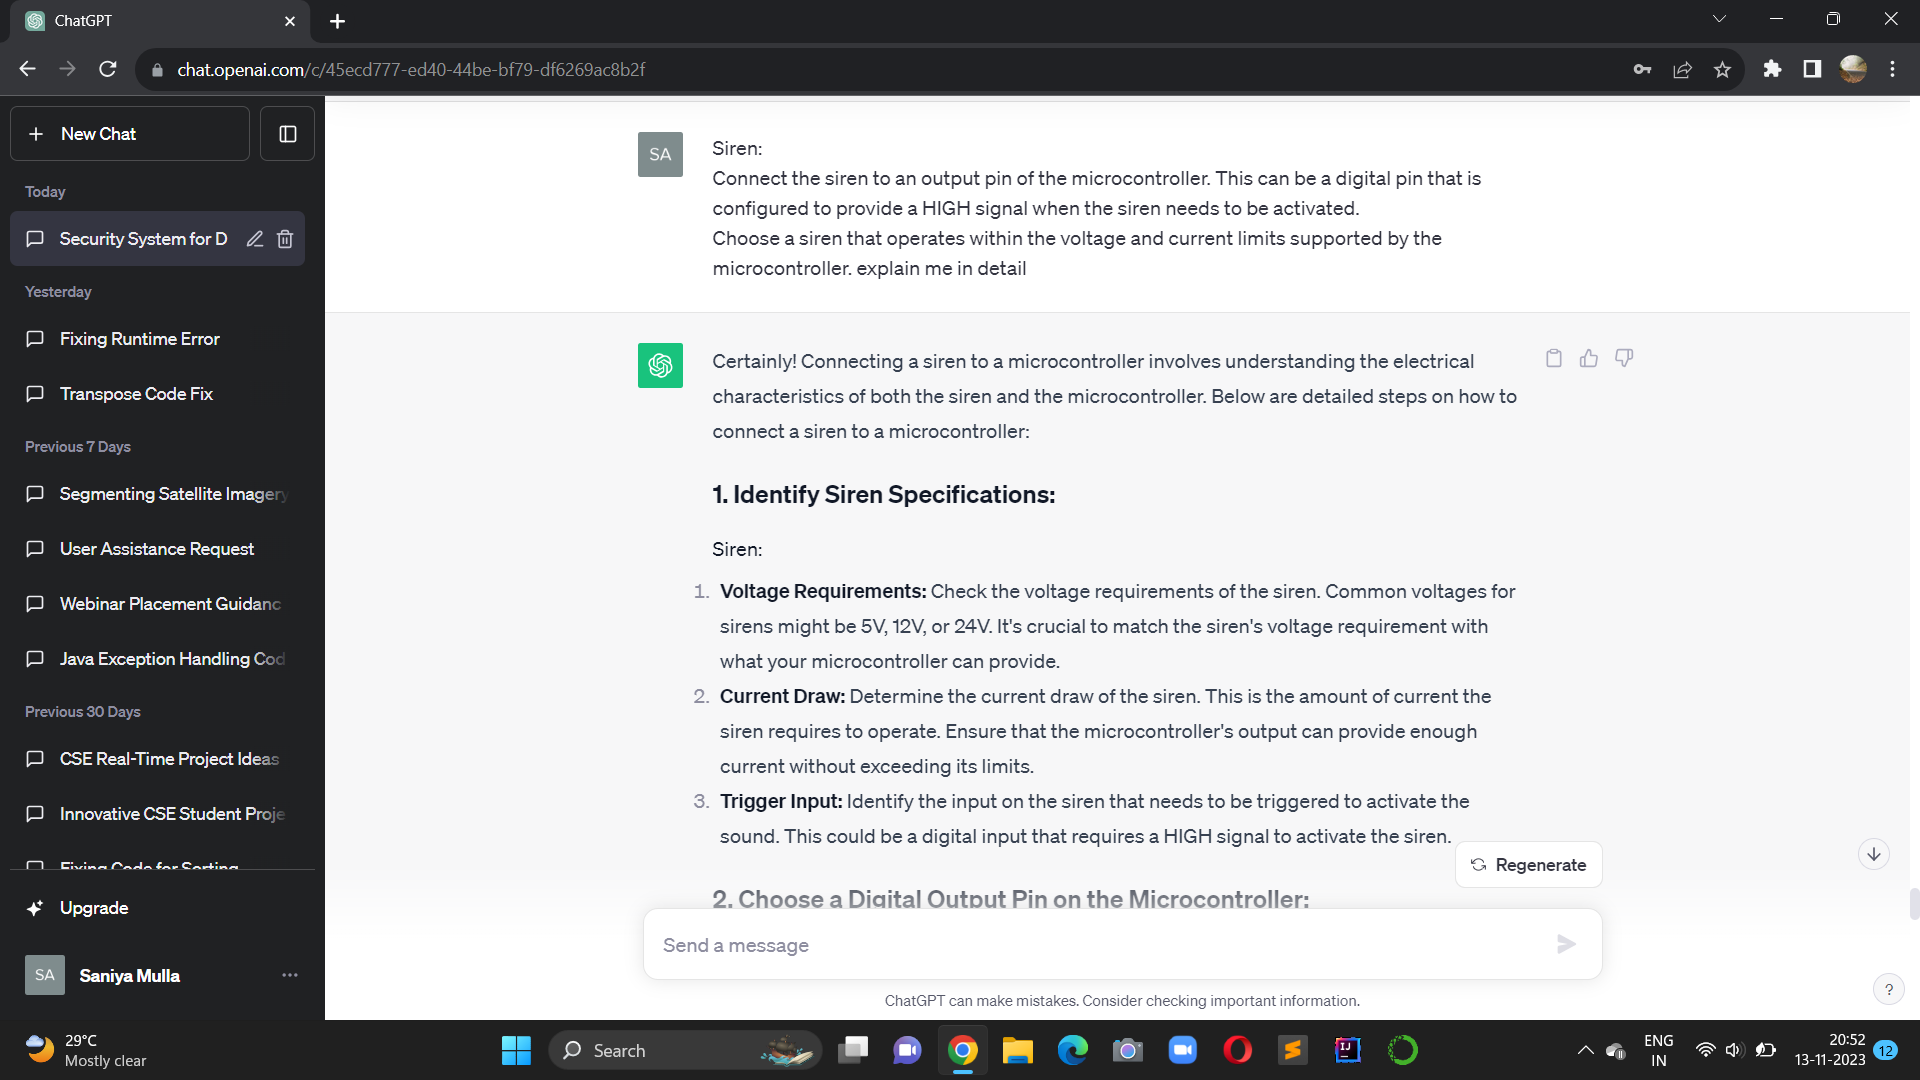 ChatGPT
chat.openai.com/c/45ecd777-ed40-44be-bf79-df6269ac8b2f
New Chat
Today
Security System for D
Yesterday
Fixing Runtime Error
Transpose Code Fix
Previous 7 Days
Segmenting Satellite Imagery
User Assistance Request
Webinar Placement Guidanc
Java Exception Handling Cod
Previous 30 Days
CSE Real-Time Project Ideas
Innovative CSE Student Proje
Fixing Code for Sorting
Upgrade
SA
Saniya Mulla
SA
Siren:
Connect the siren to an output pin of the microcontroller. This can be a digital pin that is
configured to provide a HIGH signal when the siren needs to be activated.
Choose a siren that operates within the voltage and current limits supported by the
microcontroller. explain me in detail
Certainly! Connecting a siren to a microcontroller involves understanding the electrical
characteristics of both the siren and the microcontroller. Below are detailed steps on how to
connect a siren to a microcontroller:
1. Identify Siren Specifications:
Siren:
1. Voltage Requirements: Check the voltage requirements of the siren. Common voltages for
sirens might be 5V, 12V, or 24V. It's crucial to match the siren's voltage requirement with
what your microcontroller can provide.
2. Current Draw: Determine the current draw of the siren. This is the amount of current the
siren requires to operate. Ensure that the microcontroller's output can provide enough
current without exceeding its limits.
3. Trigger Input: Identify the input on the siren that needs to be triggered to activate the
sound. This could be a digital input that requires a HIGH signal to activate the siren.
Regenerate
2. Choose a Digital Output Pin on the Microcontroller:
Send a message
ChatGPT can make mistakes. Consider checking important information.
?
29°C
Mostly clear
Search
IJ
ENG
IN
20:52
13-11-2023
12